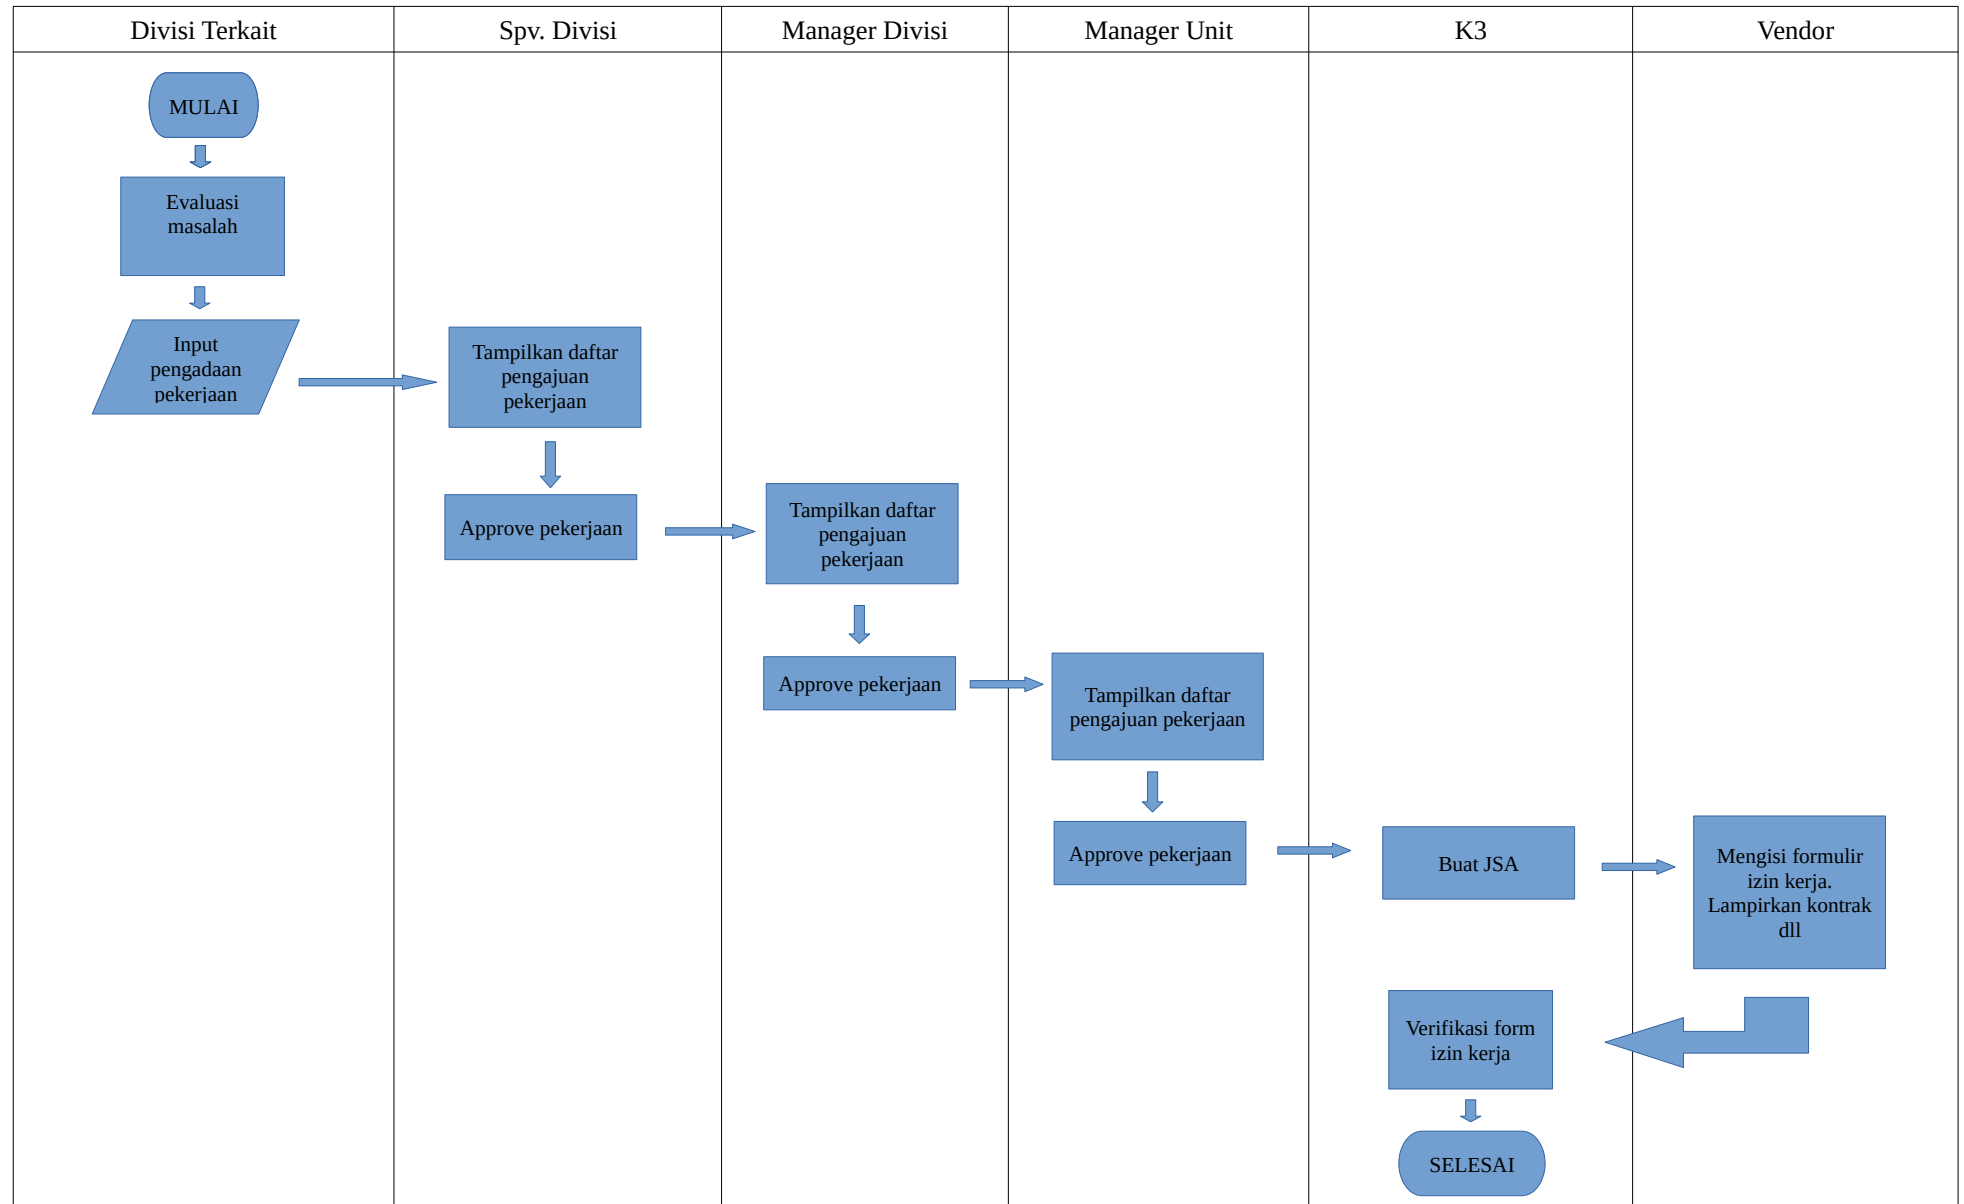 Divisi Terkait
Spv. Divisi
Manager Divisi
Manager Unit
K3
Vendor
MULAI
Evaluasi
masalah
Input
pengadaan
pekerjaan
Tampilkan daftar
pengajuan
pekerjaan
Approve pekerjaan
Tampilkan daftar
pengajuan
pekerjaan
Approve pekerjaan
Tampilkan daftar
pengajuan pekerjaan
Approve pekerjaan
Buat JSA
Mengisi formulir
izin kerja.
Lampirkan kontrak
dll
Verifikasi form
izin kerja
SELESAI